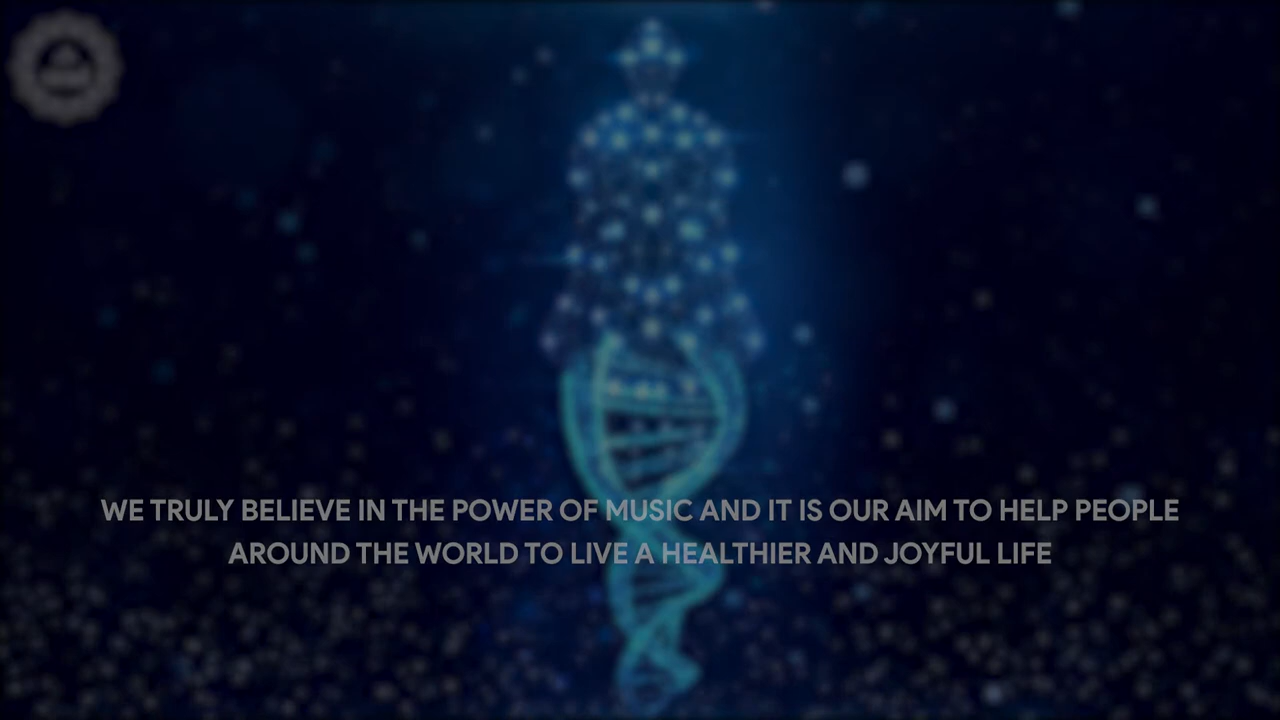 WE TRULY BELIEVE IN THE POWER OF MUSIC AND IT IS OUR AIM TO HELP PEOPLE
AROUND THE WORLD TO LIVE A HEALTHIER AND JOYFUL LIFE